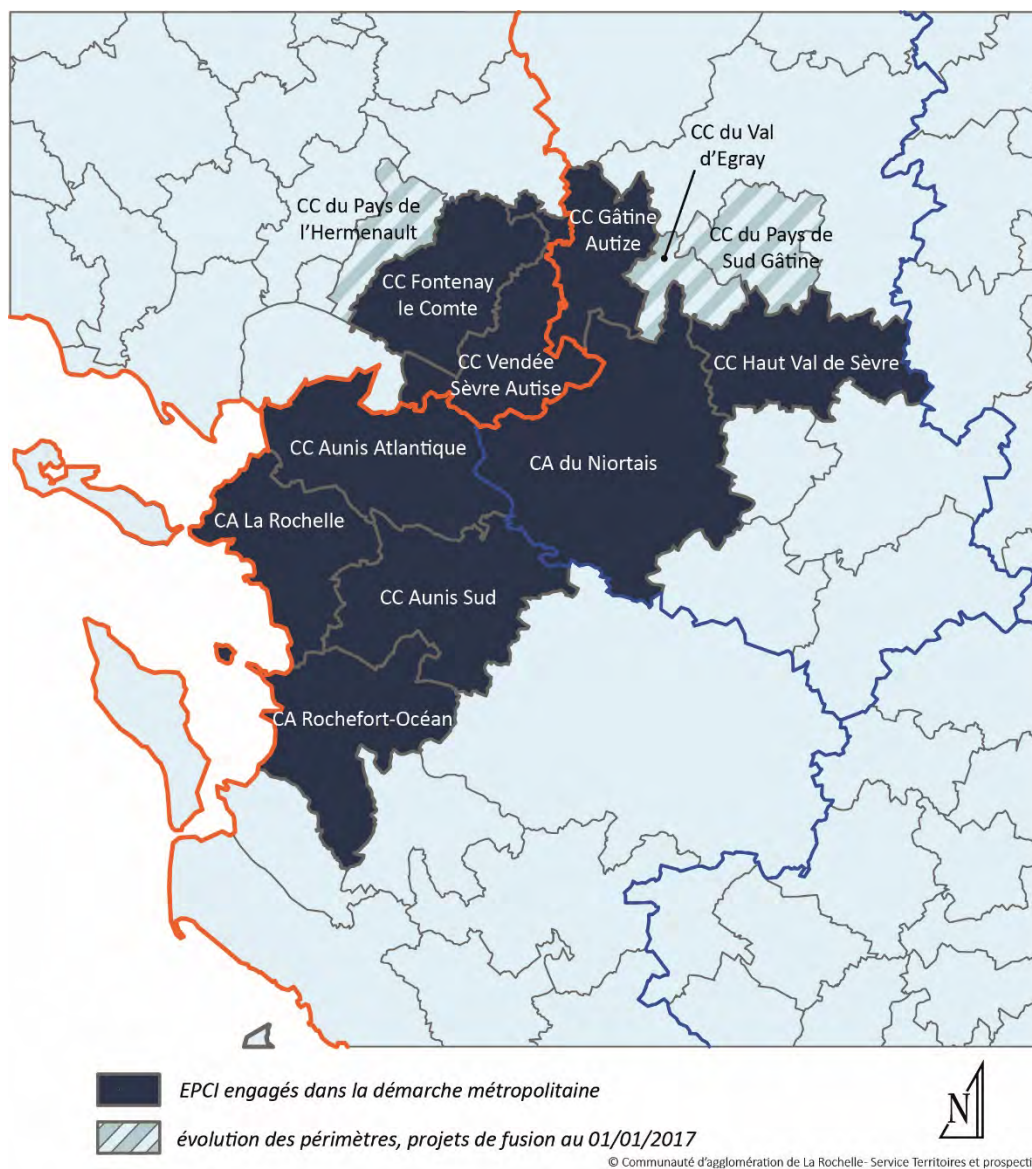 CC du Val
d'Egray
CC du Pays de
l'Hermenault
CC Gâtine
Autize
CC du Pays de
Sud Gâtine
CC Fontenay
le Comte
CC Vendée
Sèvre Autise
CC Haut Val de Sèvre
CC Aunis Atlantique
CA du Niortais
CA La Rochelle
CC Aunis Sud
CA Rochefort-Océan
EPCI engagés dans la démarche métropolitaine
évolution des périmètres, projets de fusion au 01/01/2017
N
© Communauté d'agglomération de La Rochelle- Service Territoires et prospecti